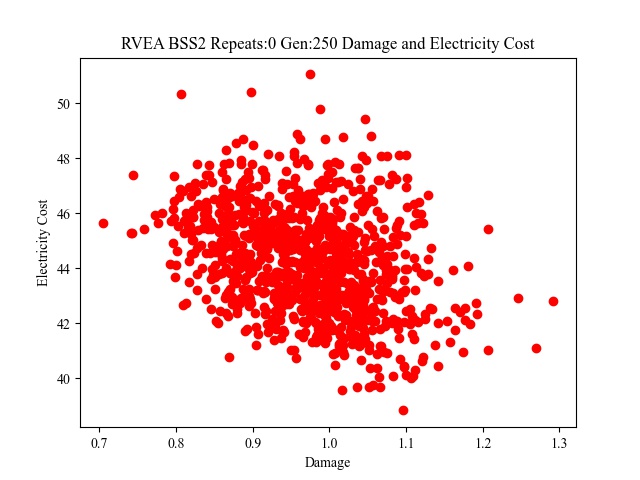 RVEA BSS2 Repeats:0 Gen:250 Damage and Electricity Cost
50
48
46
44
42
40
Electricity Cost
0.7 0.8 0.9 1.0 1.1 1.2 1.3
Damage